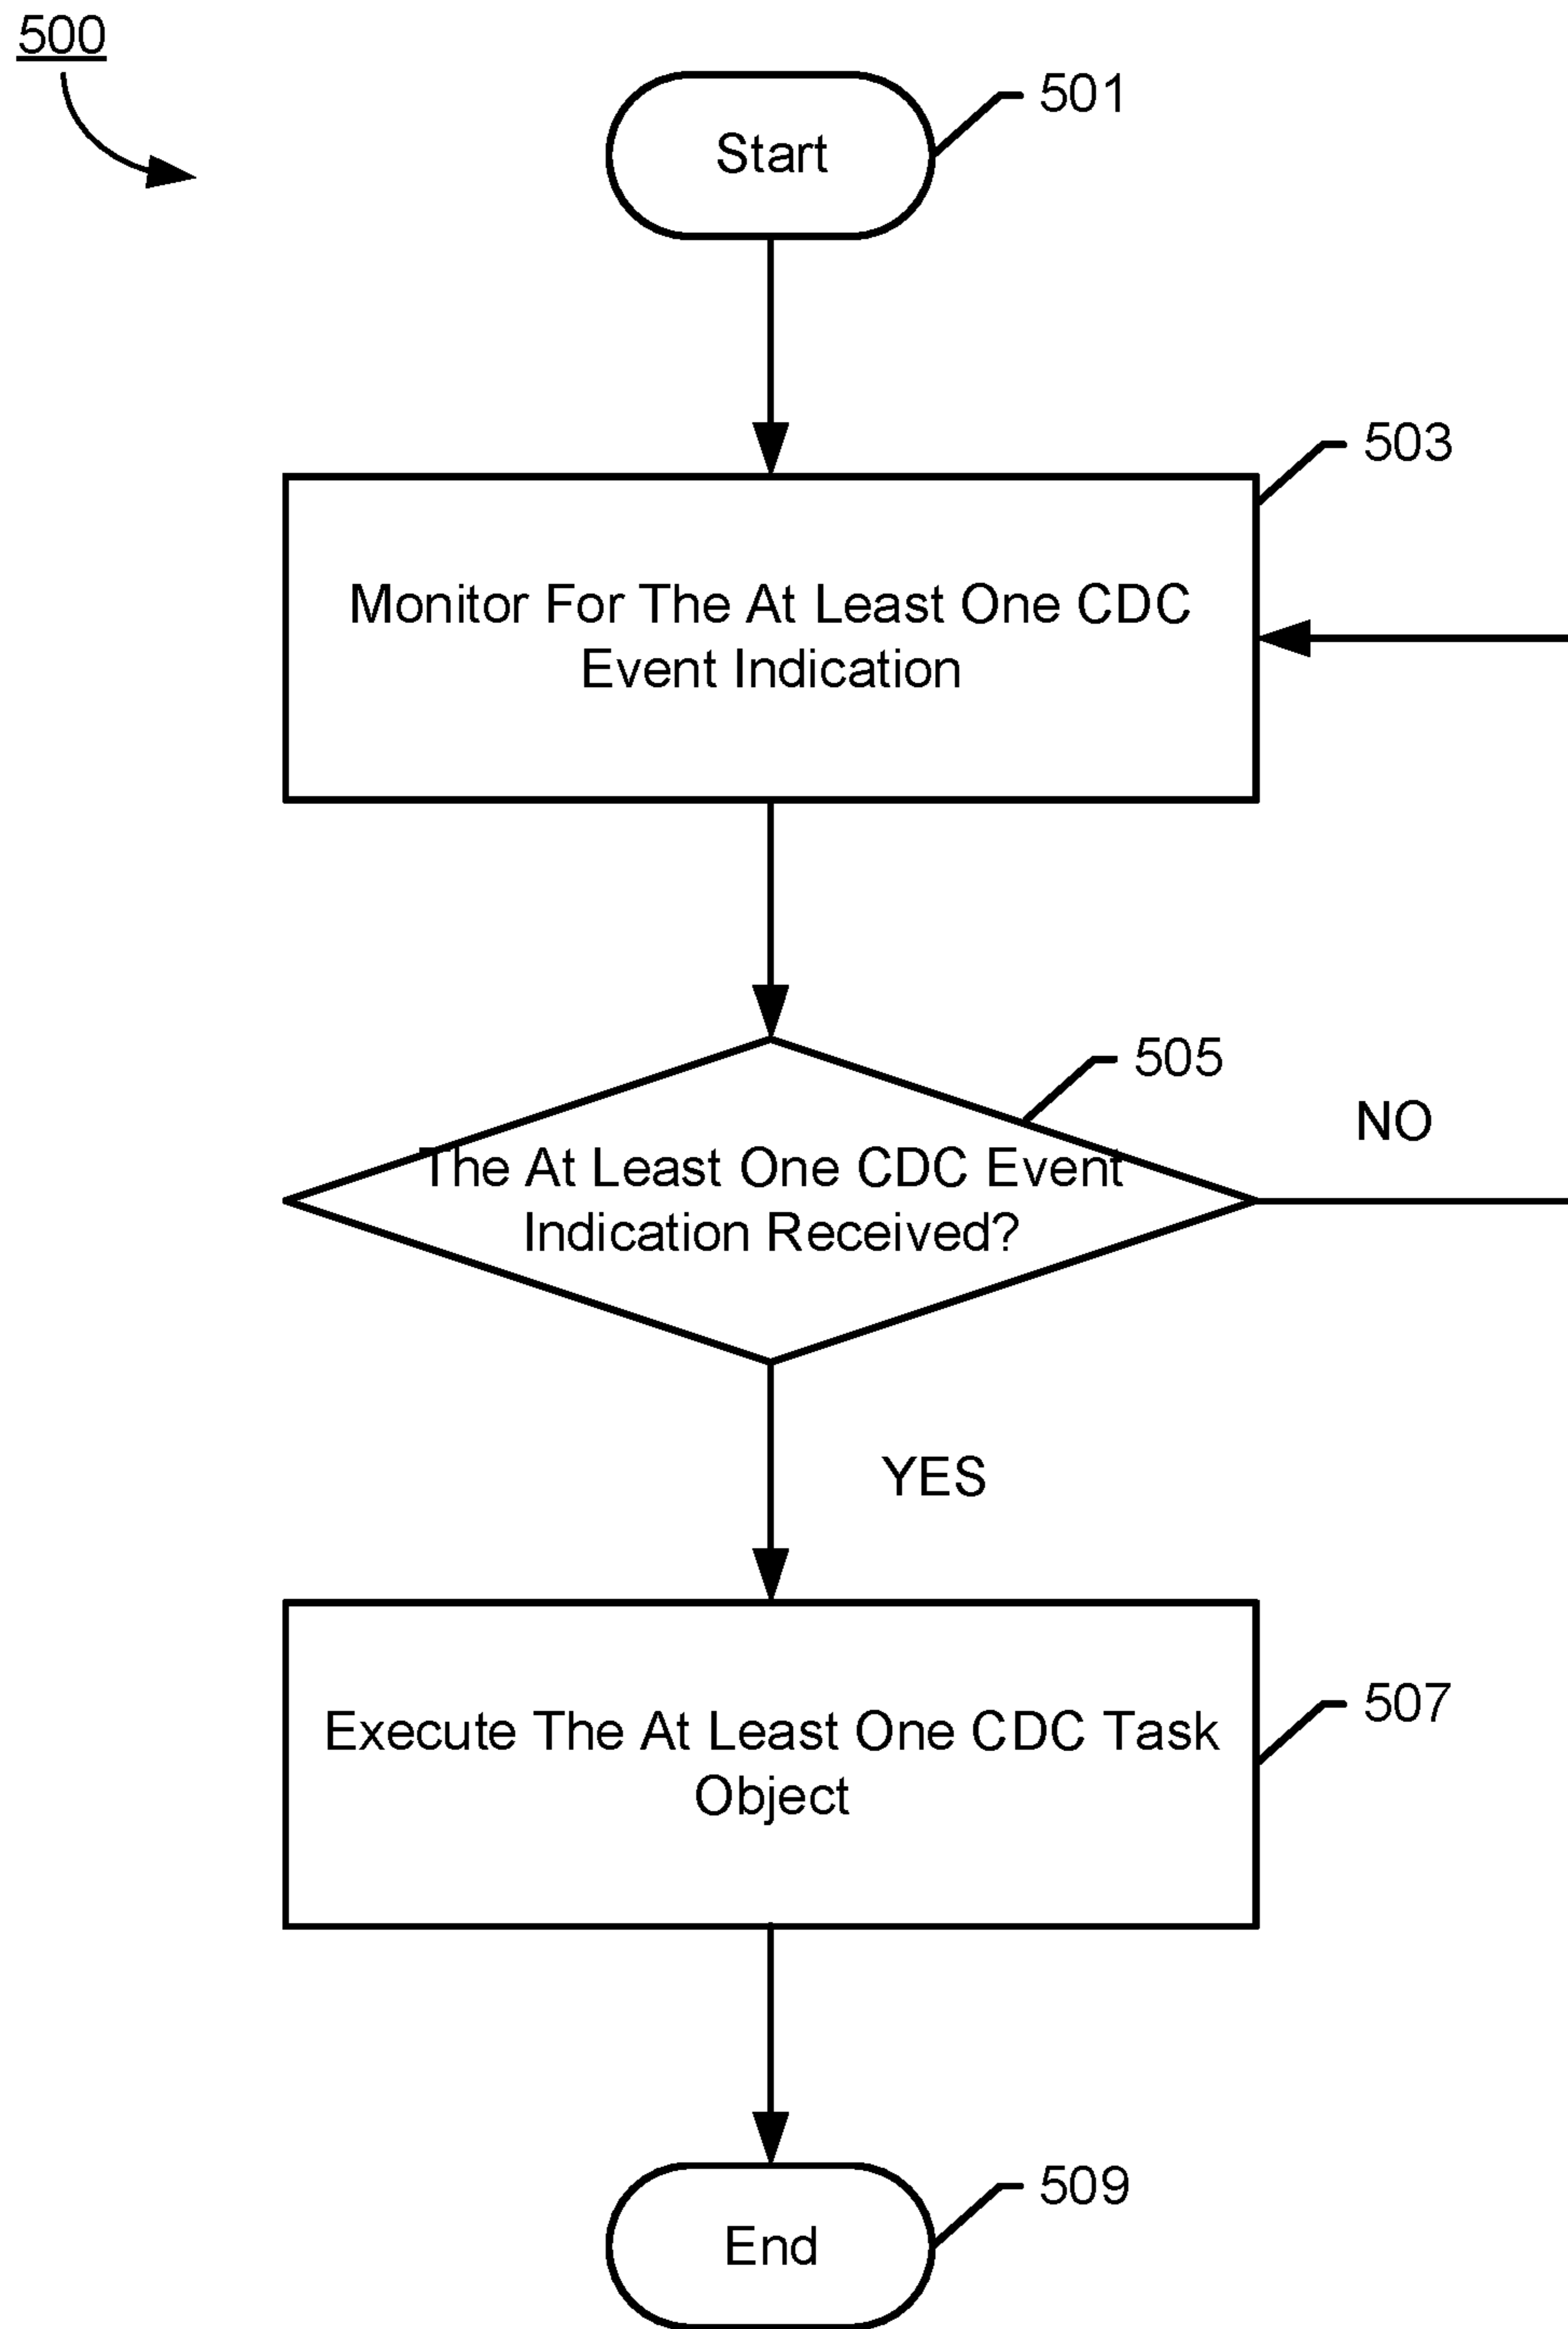 500
501
Start
503
Monitor For The At Least One CDC
Event Indication
505
NO
The At Least One CDC Event
Indication Received?
YES
507
Execute The At Least One CDC Task
Object
509
End